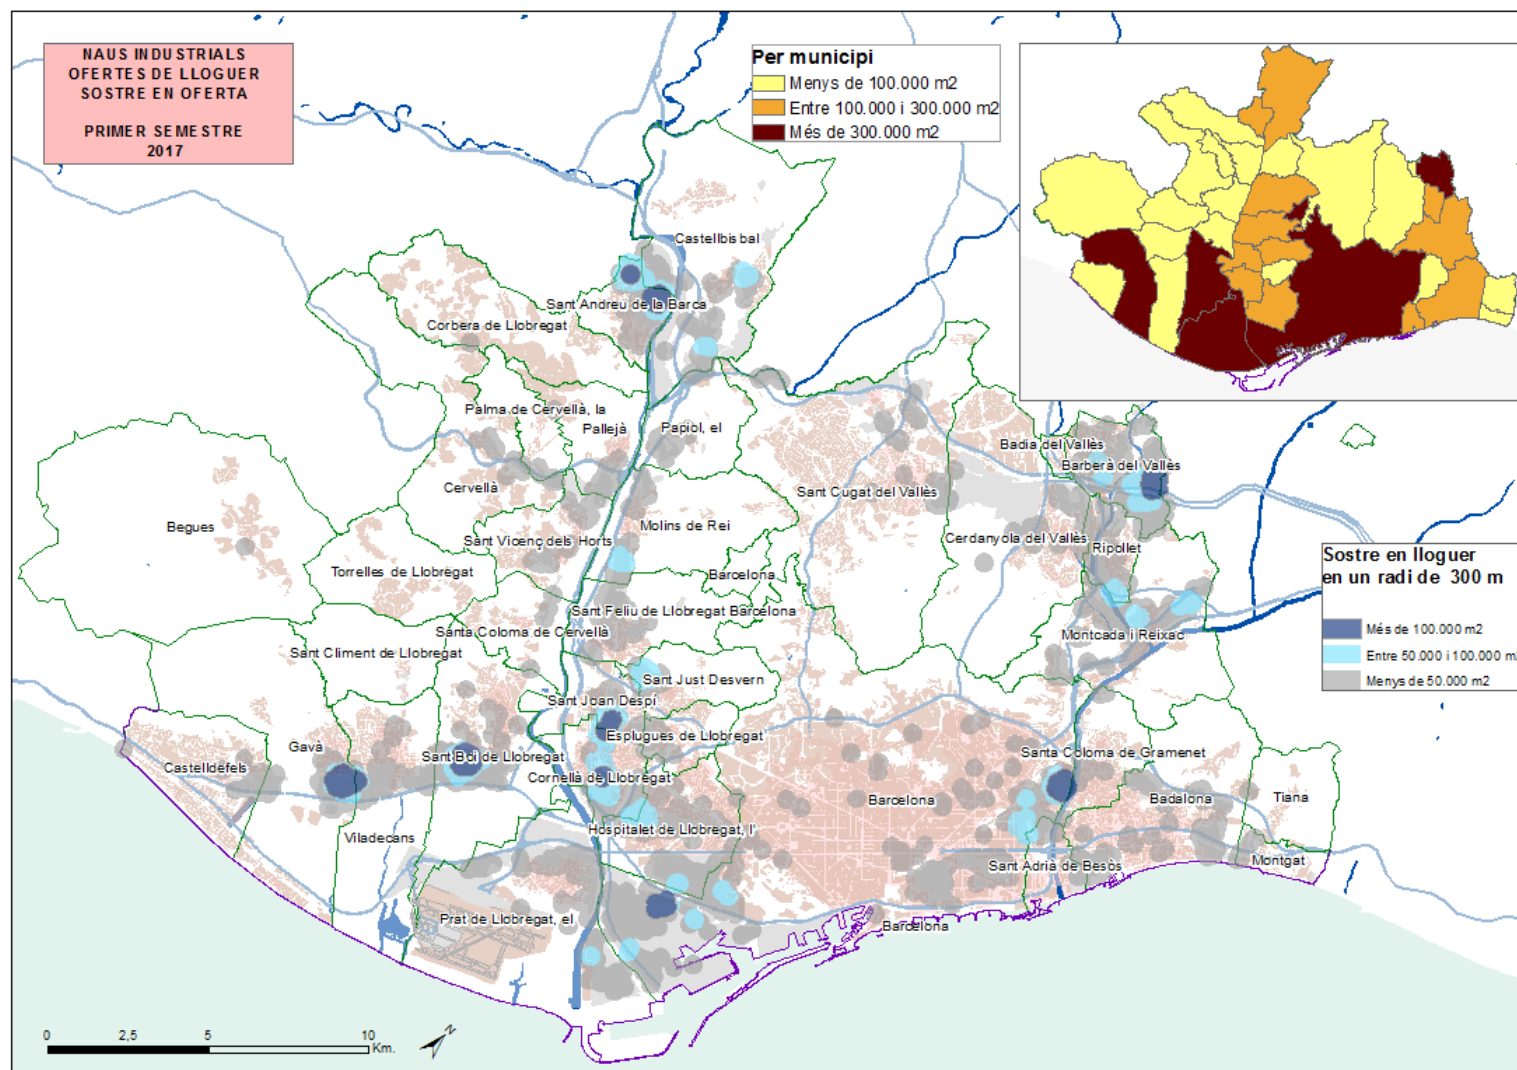 NAUS INDUSTRIALS
OFERTES DE LLOGUER
SOSTRE EN OFERTA
PRIMER SEMESTRE
2017
Per municipi
Menys de 100.000 m2
Entre 100.000 i 300.000 m2
Més de 300.000 m2
Castellbisbal
Sant Andreu de la Barca
Corbera de Llobregat
Palma de Cervellà, la
Pallejà
Papiol, el
Badia del Vallès
Barberà del Vallès
Cervellà
Sant Cugat del Vallès
Begues
Molins de Rei
Sant Vicenç dels Horts
Cerdanyola del Vallès
Ripollet
Torrelles de Llobregat
Barcelona
Sant Feliu de Llobregat Barcelona
Santa Coloma de Cervellà
Montcada i Reixac
Sant Climent de Llobregat
Sant Just Desvern
Sant Joan Despí
Esplugues de Llobregat
Gavà
Sant Boi de Llobregat
Santa Coloma de Gramenet
Castelldefels
Cornellà de Llobregat
Barcelona
Badalona
Tiana
Viladecans
Hospitalet de Llobregat, l'
Sant Adrià de Besòs
Montgat
Prat de Llobregat, el
Barcelona
Sostre en lloguer
en un radi de 300 m
Més de 100.000 m2
Entre 50.000 i 100.000 m2
Menys de 50.000 m2
0 2,5 5 10
Km.
N